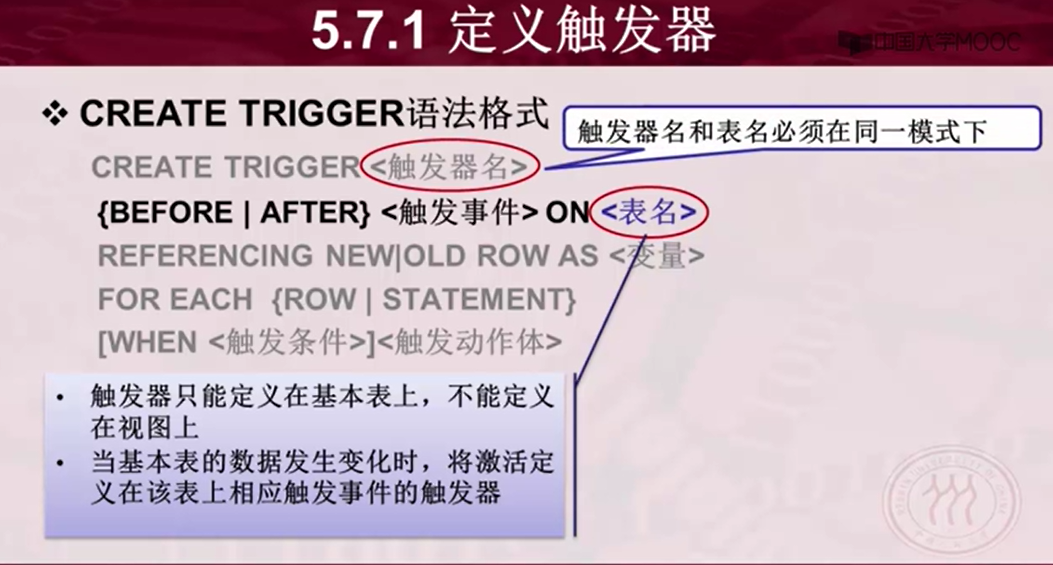 5.7.1 定义触发器
中国大学MOOC
❖ CREATE TRIGGER语法格式
触发器名和表名必须在同一模式下
CREATE TRIGGER <触发器名>
{BEFORE | AFTER} <触发事件> ON <表名>
REFERENCING NEW|OLD ROW AS <变量>
FOR EACH {ROW | STATEMENT}
[WHEN <触发条件>]<触发动作体>
• 触发器只能定义在基本表上，不能定义
在视图上
• 当基本表的数据发生变化时，将激活定
义在该表上相应触发事件的触发器